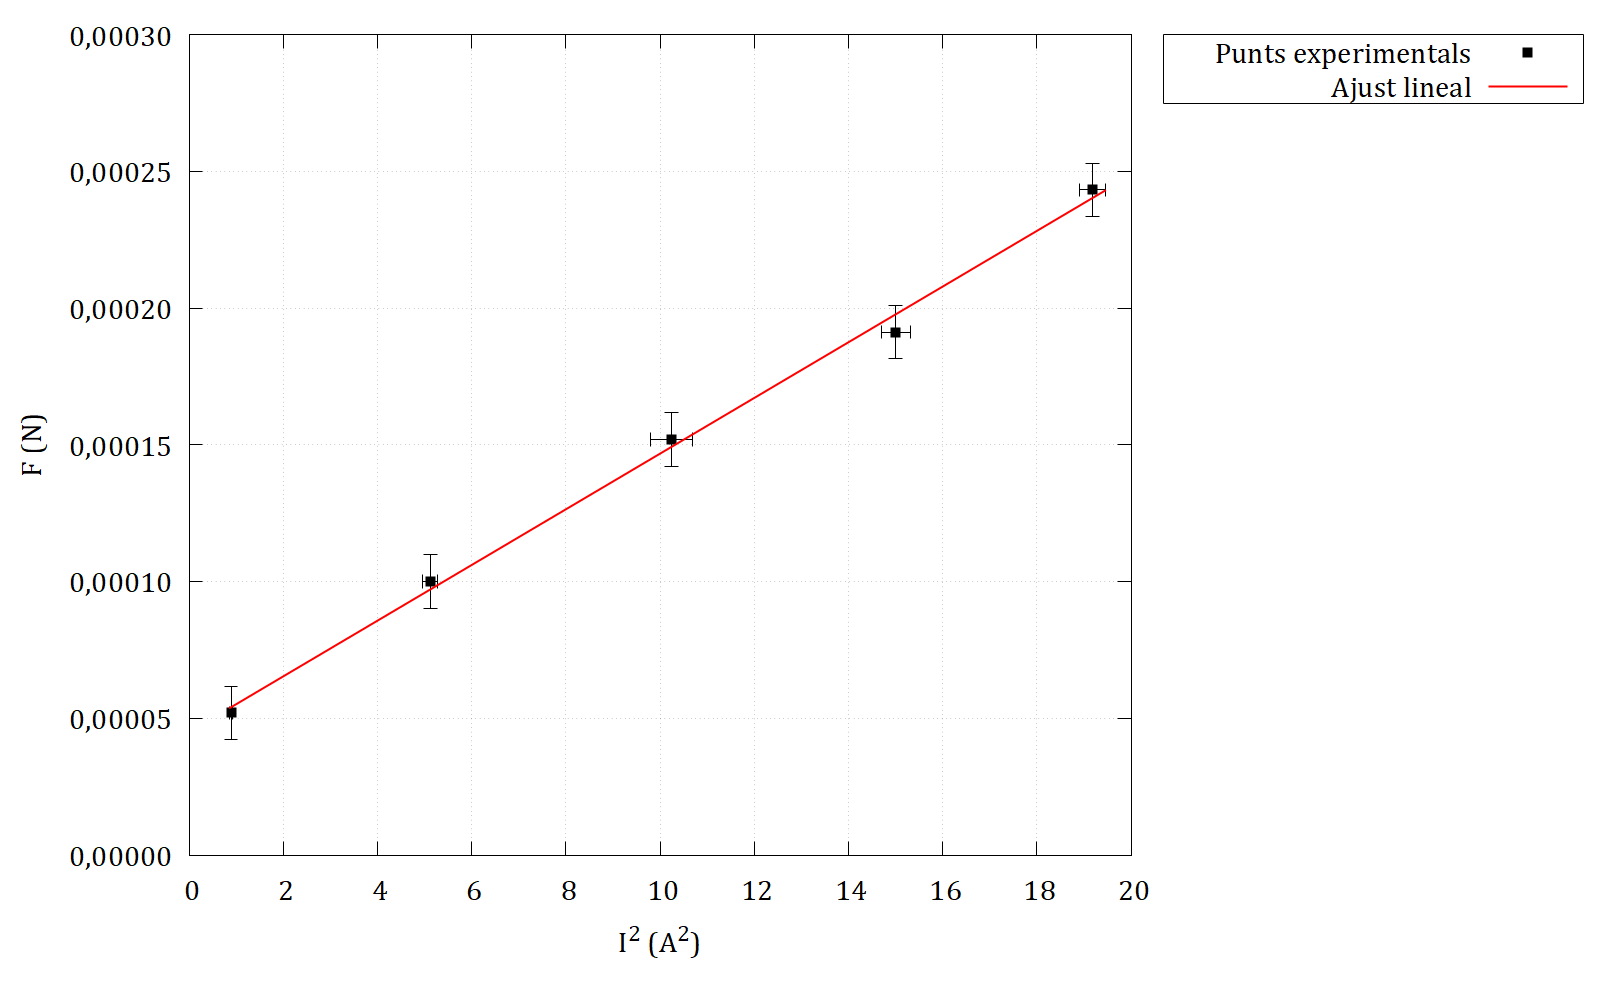 0,00030
0,00025
0,00020
0,00015
0,00010
0,00005
0,00000
F (N)
0 2 4 6 8 10 12 14 16 18 20
I² (A²)
Punts experimentals
Ajust lineal